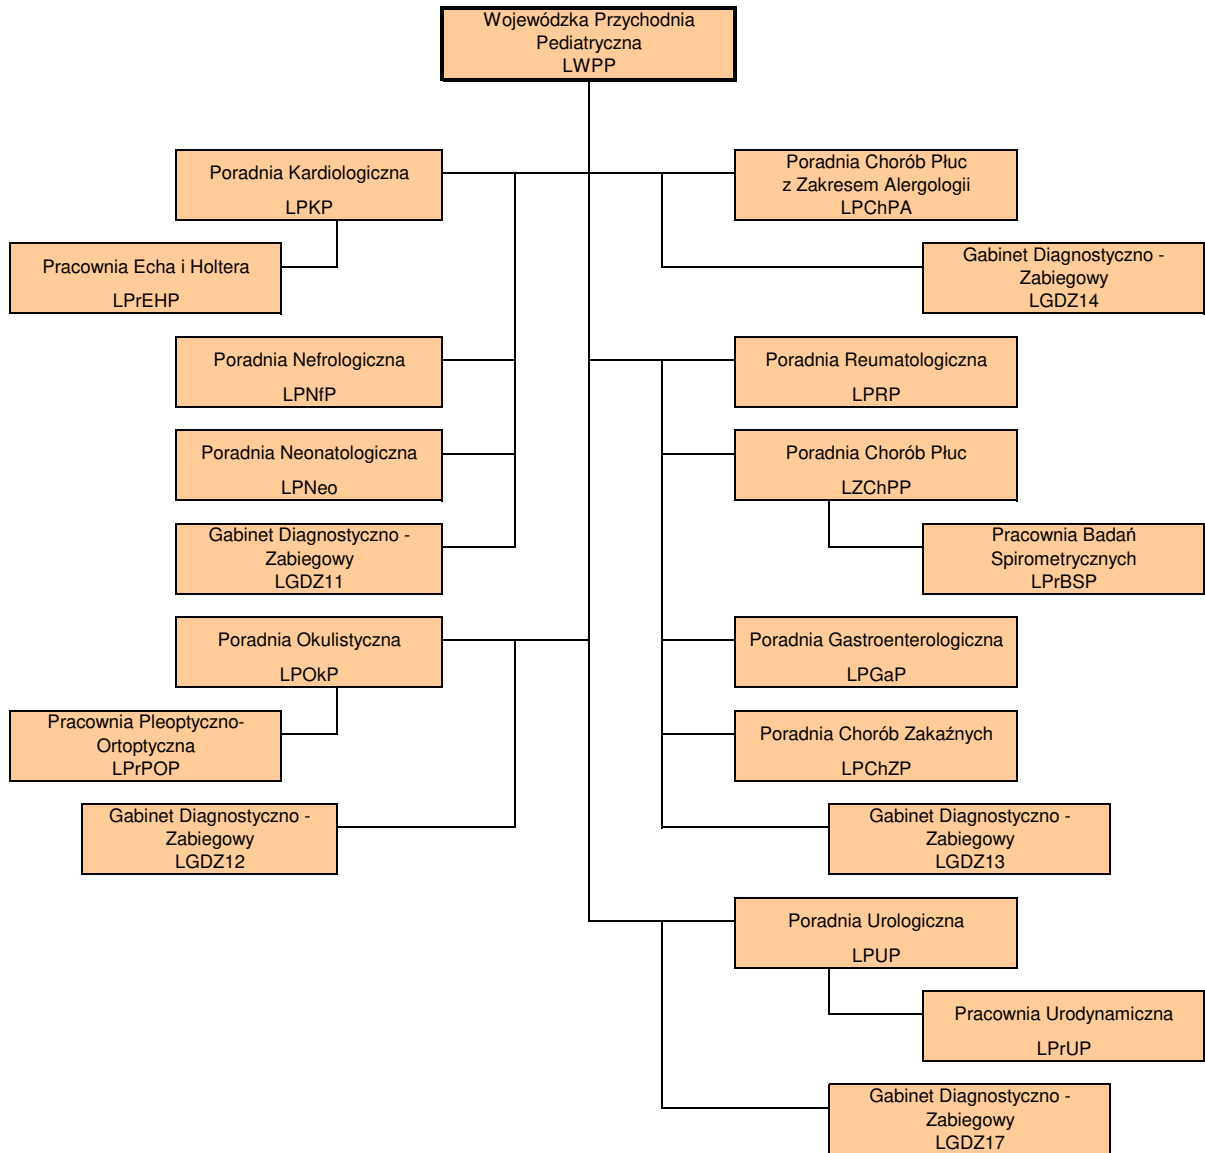 Wojewódzka Przychodnia
Pediatryczna
LWPP
Poradnia Kardiologiczna
LPKP
Pracownia Echa i Holtera
LPrEHP
Poradnia Nefrologiczna
LPNfP
Poradnia Neonatologiczna
LPNeo
Gabinet Diagnostyczno -
Zabiegowy
LGDZ11
Poradnia Okulistyczna
LPOkP
Pracownia Pleoptyczno-
Ortoptyczna
LPrPOP
Gabinet Diagnostyczno -
Zabiegowy
LGDZ12
Poradnia Chorób Płuc
z Zakresem Alergologii
LPChPA
Gabinet Diagnostyczno -
Zabiegowy
LGDZ14
Poradnia Reumatologiczna
LPRP
Poradnia Chorób Płuc
LZChPP
Pracownia Badań
Spirometrycznych
LPrBSP
Poradnia Gastroenterologiczna
LPGaP
Poradnia Chorób Zakaźnych
LPChZP
Gabinet Diagnostyczno -
Zabiegowy
LGDZ13
Poradnia Urologiczna
LPUP
Pracownia Urodynamiczna
LPrUP
Gabinet Diagnostyczno -
Zabiegowy
LGDZ17